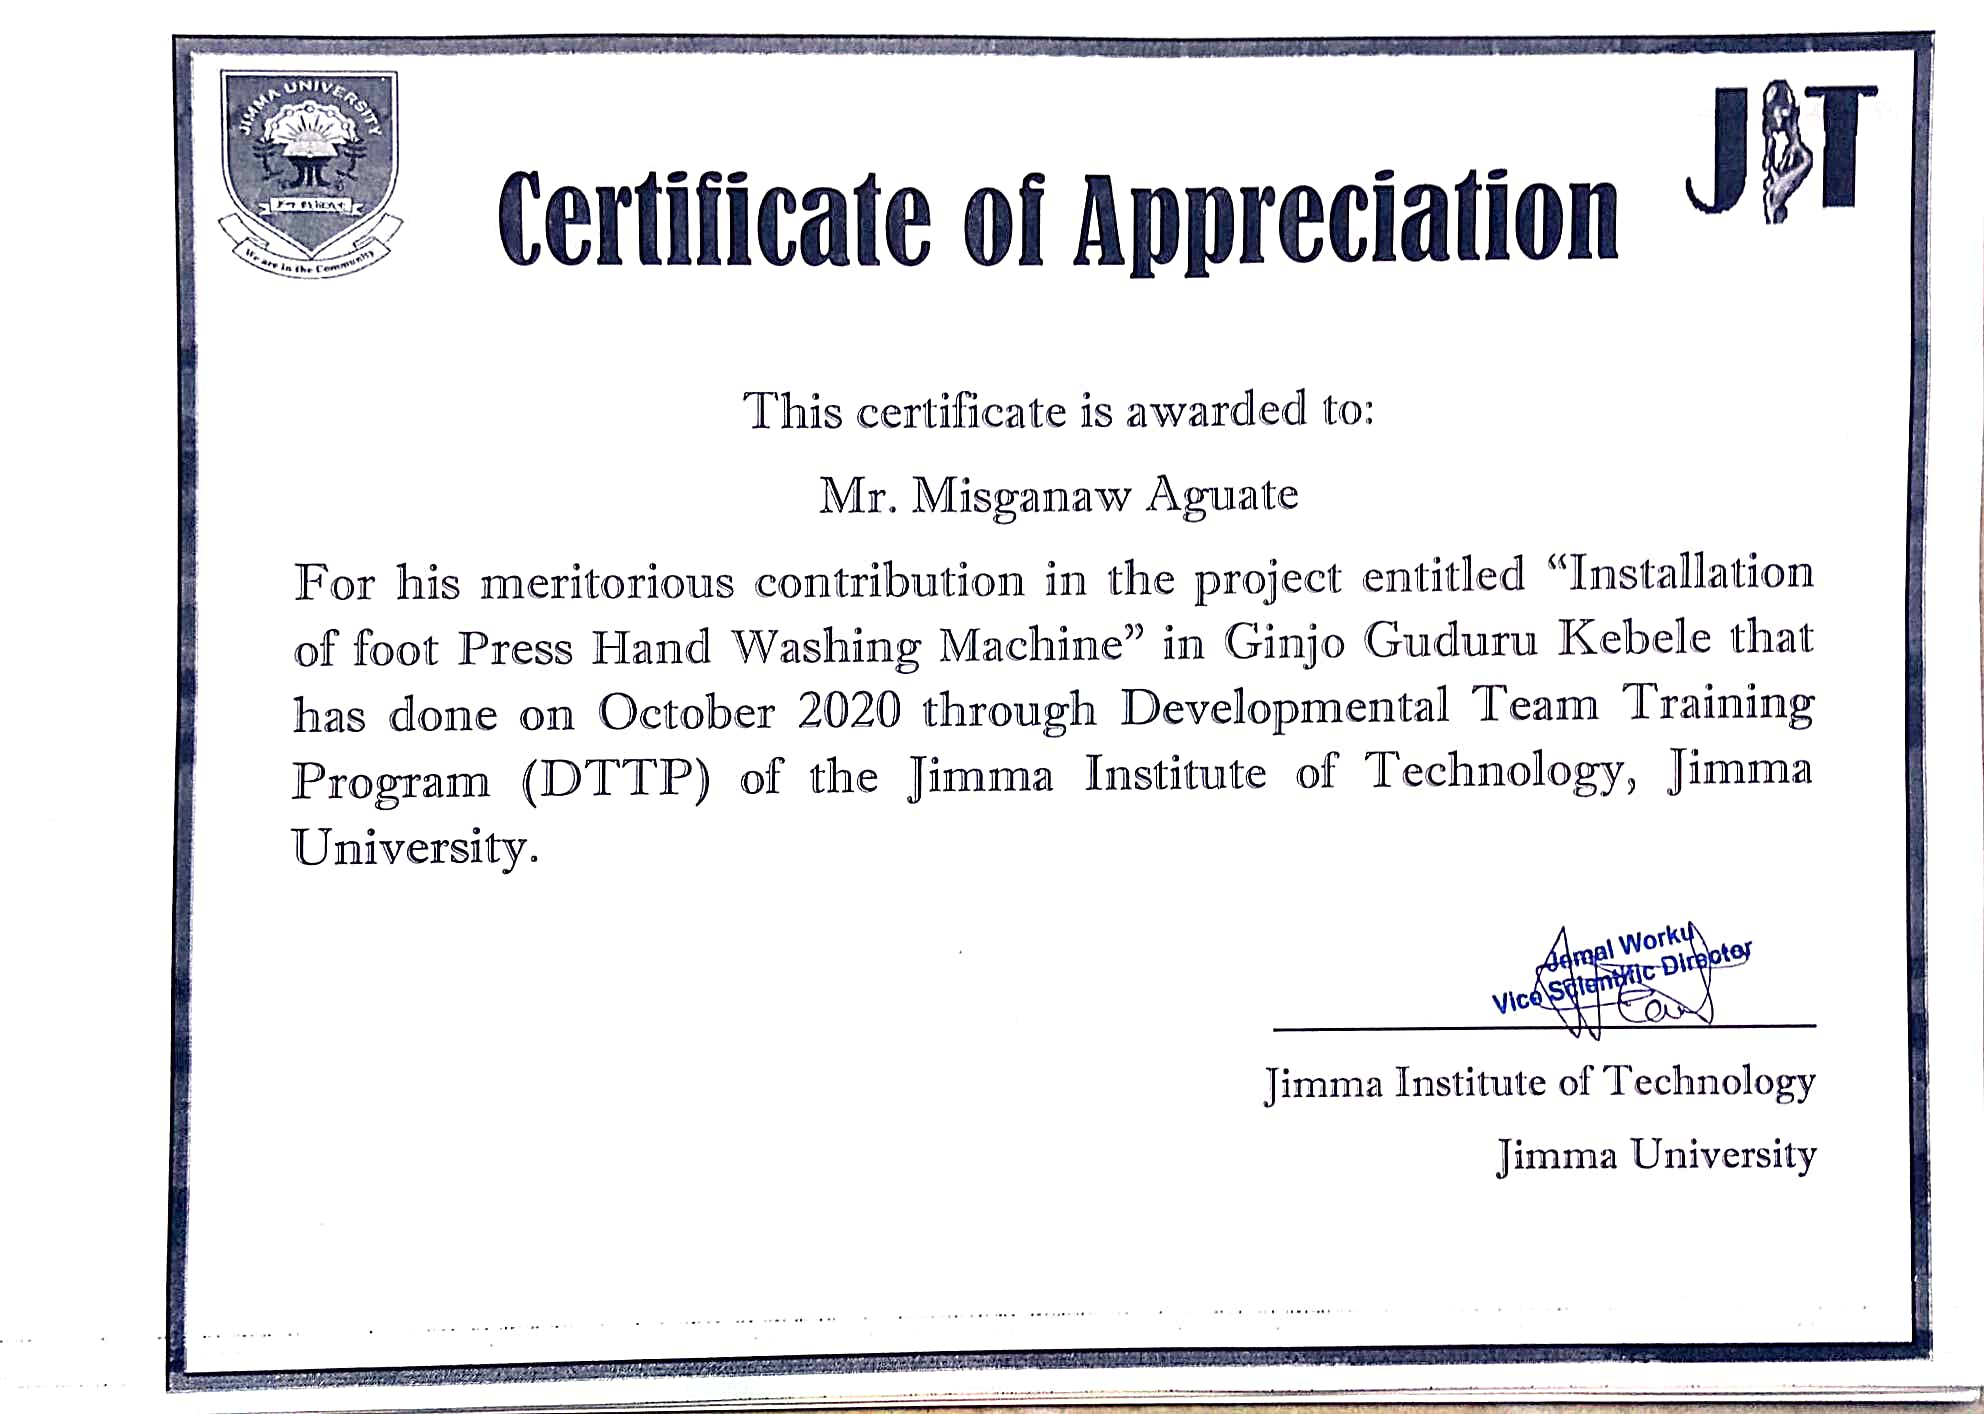 JIMMA UNIVERSITY
We are in the Community
JiT
Certificate of Appreciation
This certificate is awarded to:
Mr. Misganaw Aguate
For his meritorious contribution in the project entitled “Installation
of foot Press Hand Washing Machine” in Ginjo Guduru Kebele that
has done on October 2020 through Developmental Team Training
Program (DTTP) of the Jimma Institute of Technology, Jimma
University.
Jemal Worku
Vice Scientific Director
Jimma Institute of Technology
Jimma University